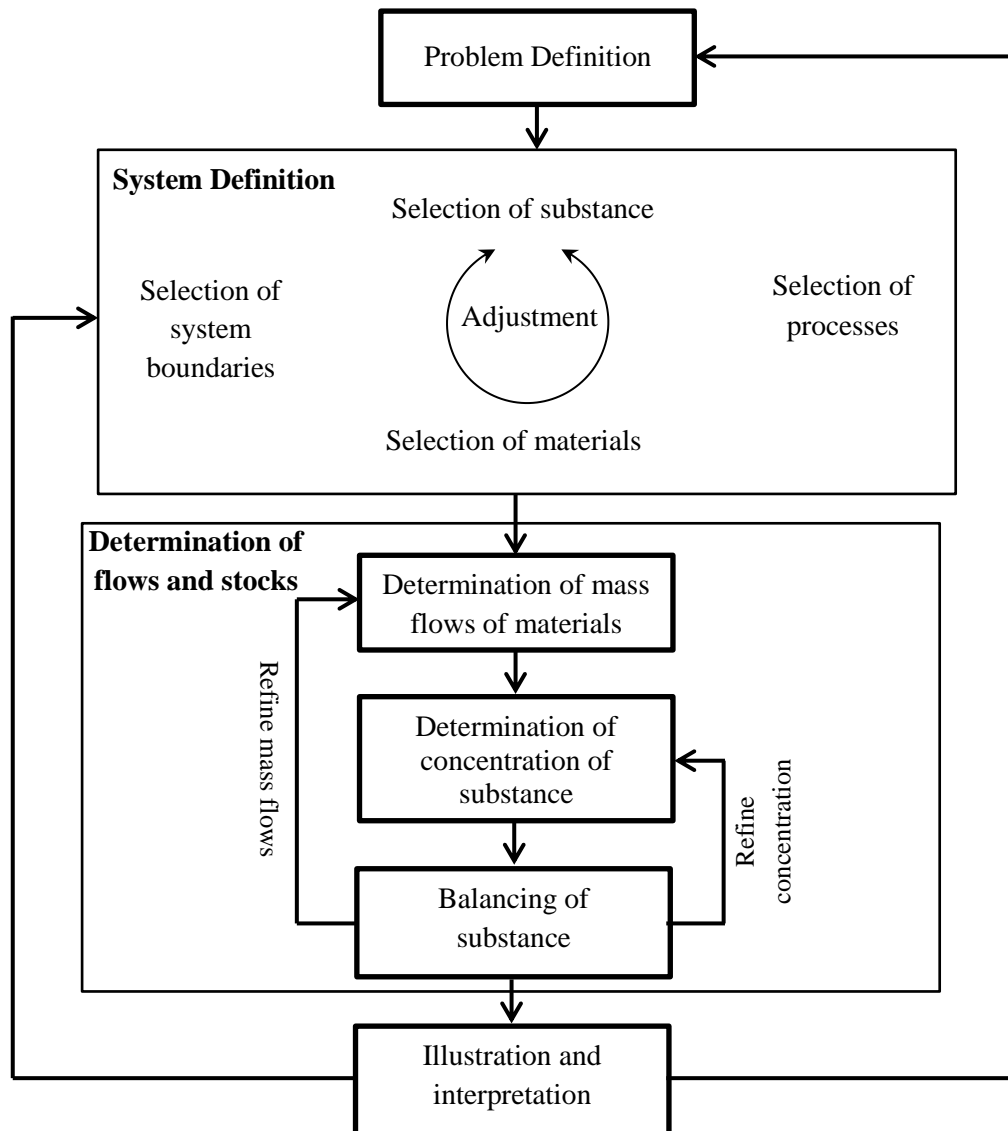 Problem Definition
System Definition
Selection of substance
Selection of
system
boundaries
Adjustment
Selection of
processes
Selection of materials
Determination of
flows and stocks
Determination of mass
flows of materials
Refine mass flows
Determination of
concentration of
substance
Refine
concentration
Balancing of
substance
Illustration and
interpretation